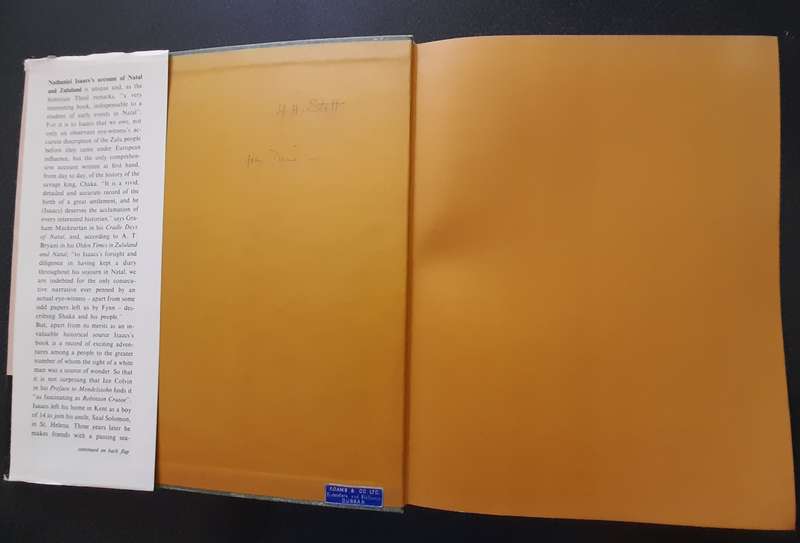 Nathaniel Isaacs's account of Natal
and Zululand is unique and, as the
historian Theal remarks, "a very
interesting book, indispensable to a
student of early events in Natal".
For it is to Isaacs that we owe, not
only an observant eye-witness's ac-
curate description of the Zulu people
before they came under European
influence, but the only comprehen-
sive account written at first hand,
from day to day, of the history of the
savage king, Chaka. "It is a vivid,
detailed and accurate record of the
birth of a great settlement, and he
(Isaacs) deserves the acclamation of
every interested historian," says Gra-
ham Mackeurtan in his Cradle Days
of Natal, and, according to A. T.
Bryant in his Olden Times in Zululand
and Natal, "to Isaacs's foresight and
diligence in having kept a diary
throughout his sojourn in Natal, we
are indebted for the only consecu-
tive narrative ever penned by an
actual eye-witness – apart from some
odd papers left us by Fynn – des-
cribing Shaka and his people."
But, apart from its merits as an in-
valuable historical source Isaacs's
book is a record of exciting adven-
tures among a people to the greater
number of whom the sight of a white
man was a source of wonder. So that
it is not surprising that Ian Colvin
in his Preface to Mendelssohn finds it
"as fascinating as Robinson Crusoe".
Isaacs left his home in Kent as a boy
of 14 to join his uncle, Saul Solomon,
in St. Helena. Three years later he
makes friends with a passing sea-
continued on back flap
ADAMS & CO LTD.
Booksellers and Stationers
DURBAN